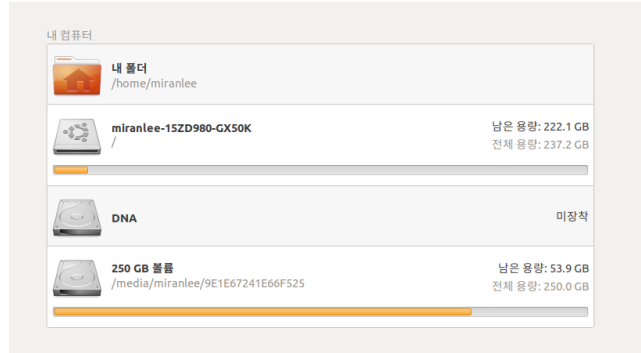 내 컴퓨터
내 폴더
/home/miranlee
miranlee-15ZD980-GX50K
/
남은 용량: 222.1 GB
전체 용량: 237.2 GB
DNA
미장착
250 GB 볼륨
/media/miranlee/9E1E67241E66F525
남은 용량: 53.9 GB
전체 용량: 250.0 GB